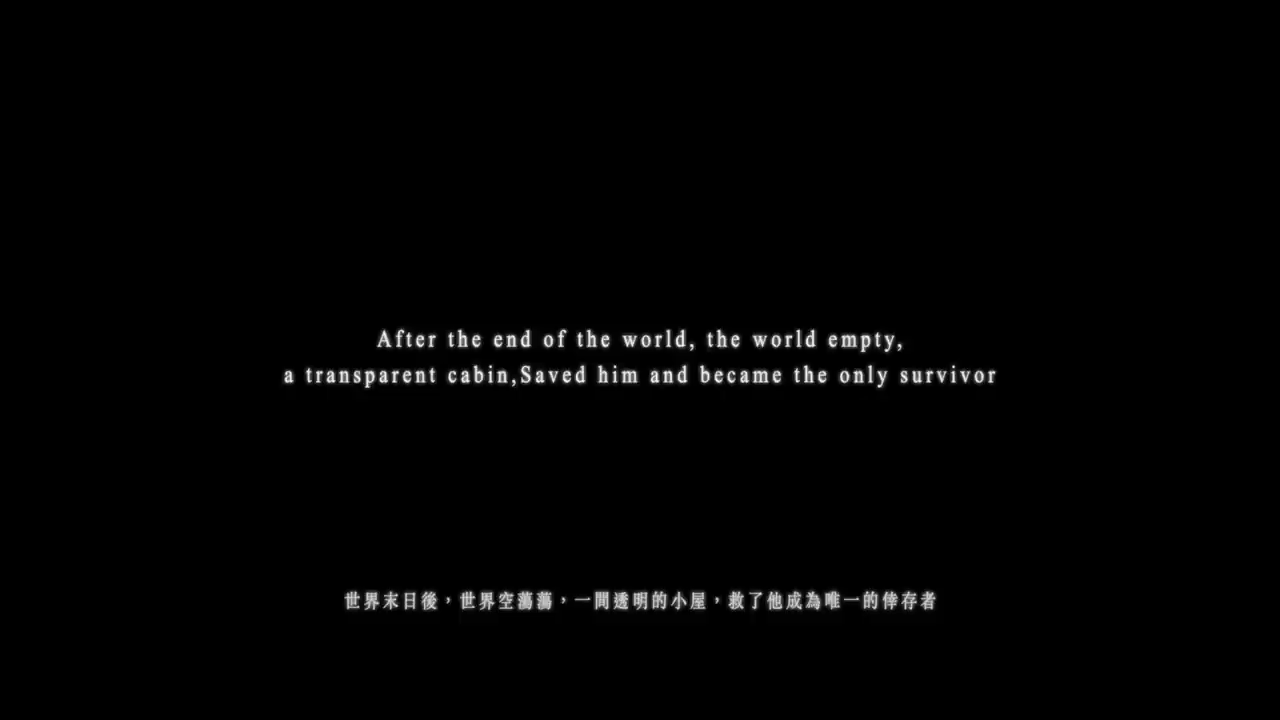 After the end of the world, the world empty,
a transparent cabin,Saved him and became the only survivor
世界末日後，世界空蕩蕩，一間透明的小屋，救了他成為唯一的倖存者